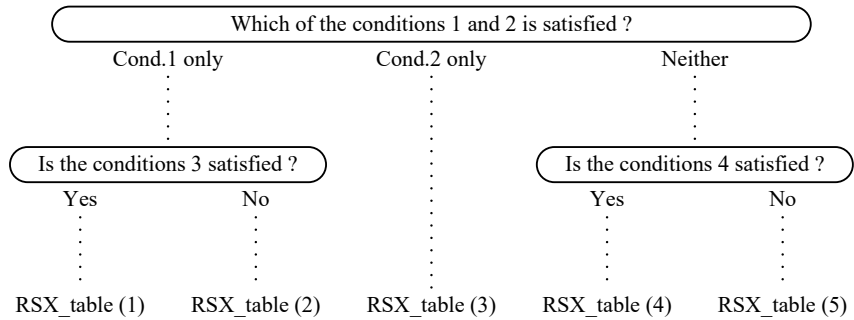 Which of the conditions 1 and 2 is satisfied ?
Cond.1 only
Cond.2 only
Neither
Is the conditions 3 satisfied ?
Is the conditions 4 satisfied ?
Yes
No
Yes
No
RSX_table (1)
RSX_table (2)
RSX_table (3)
RSX_table (4)
RSX_table (5)